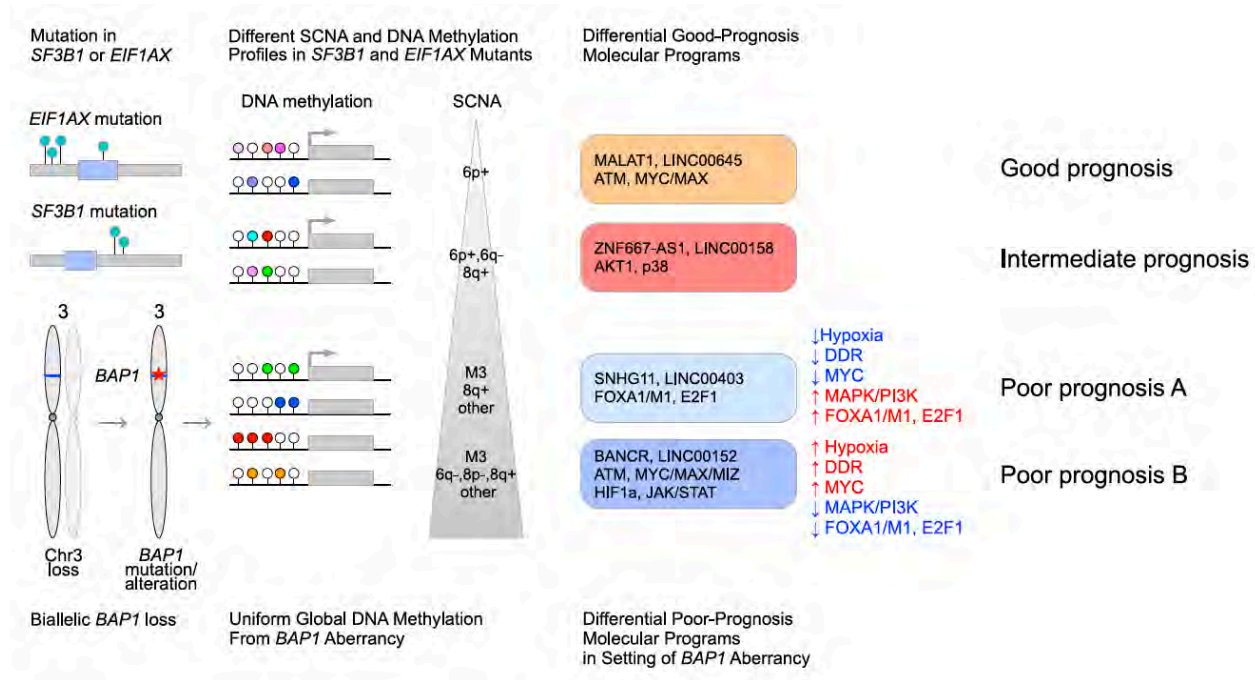 Mutation in
SF3B1 or EIF1AX
Different SCNA and DNA Methylation
Profiles in SF3B1 and EIF1AX Mutants
Differential Good-Prognosis
Molecular Programs
DNA methylation
SCNA
EIF1AX mutation
SF3B1 mutation
6p+
6p+,6q-
8q+
MALAT1, LINC00645
ATM, MYC/MAX
Good prognosis
ZNF667-AS1, LINC00158
AKT1, p38
Intermediate prognosis
3
3
BAP1
M3
8q+
other
SNHG11, LINC00403
FOXA1/M1, E2F1
↓Hypoxia
↓ DDR
↓ MYC
↑ MAPK/PI3K
↑ FOXA1/M1, E2F1
Poor prognosis A
M3
6q-,8p-,8q+
other
BANCR, LINC00152
ATM, MYC/MAX/MIZ
HIF1a, JAK/STAT
↑ Hypoxia
↑ DDR
↑ MYC
↓ MAPK/PI3K
↓ FOXA1/M1, E2F1
Poor prognosis B
Chr3
loss
BAP1
mutation/
alteration
Biallelic BAP1 loss
Uniform Global DNA Methylation
From BAP1 Aberrancy
Differential Poor-Prognosis
Molecular Programs
in Setting of BAP1 Aberrancy